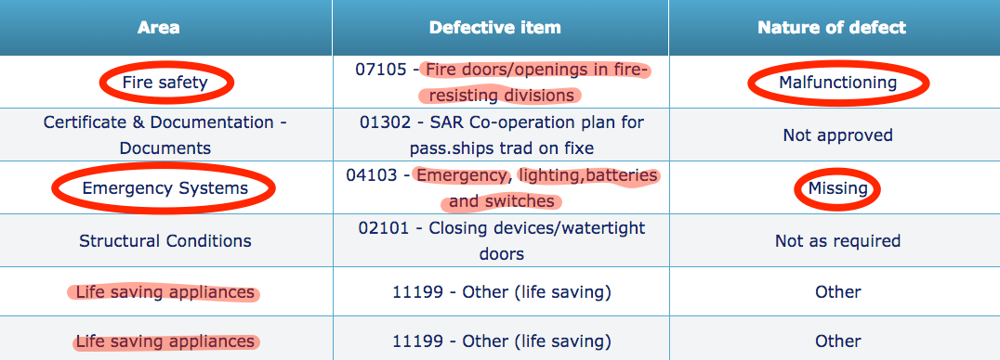 Area Defective item Nature of defect
Fire safety 07105 - Fire doors/openings in fire-
resisting divisions Malfunctioning
Certificate & Documentation -
Documents 01302 - SAR Co-operation plan for
pass.ships trad on fixe Not approved
Emergency Systems 04103 - Emergency, lighting,batteries
and switches Missing
Structural Conditions 02101 - Closing devices/watertight
doors Not as required
Life saving appliances 11199 - Other (life saving) Other
Life saving appliances 11199 - Other (life saving) Other